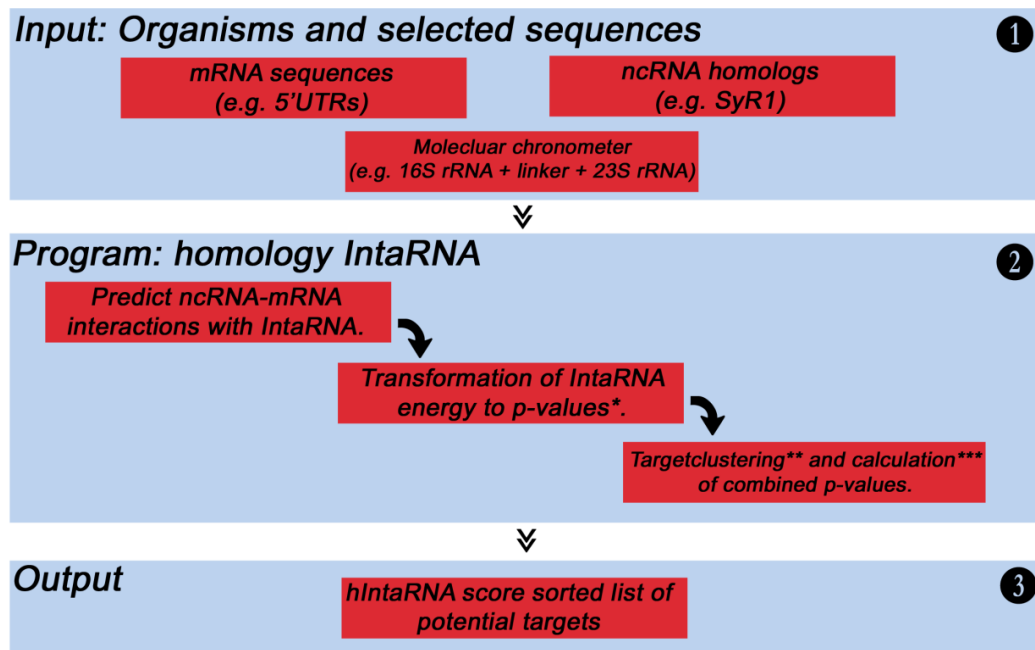 Input: Organisms and selected sequences
1
mRNA sequences
(e.g. 5'UTRs)
ncRNA homologs
(e.g. SyR1)
Molecluar chronometer
(e.g. 16S rRNA + linker + 23S rRNA)
Program: homology IntaRNA
2
Predict ncRNA-mRNA
interactions with IntaRNA.
Transformation of IntaRNA
energy to p-values*.
Targetclustering** and calculation***
of combined p-values.
Output
3
hIntaRNA score sorted list of
potential targets